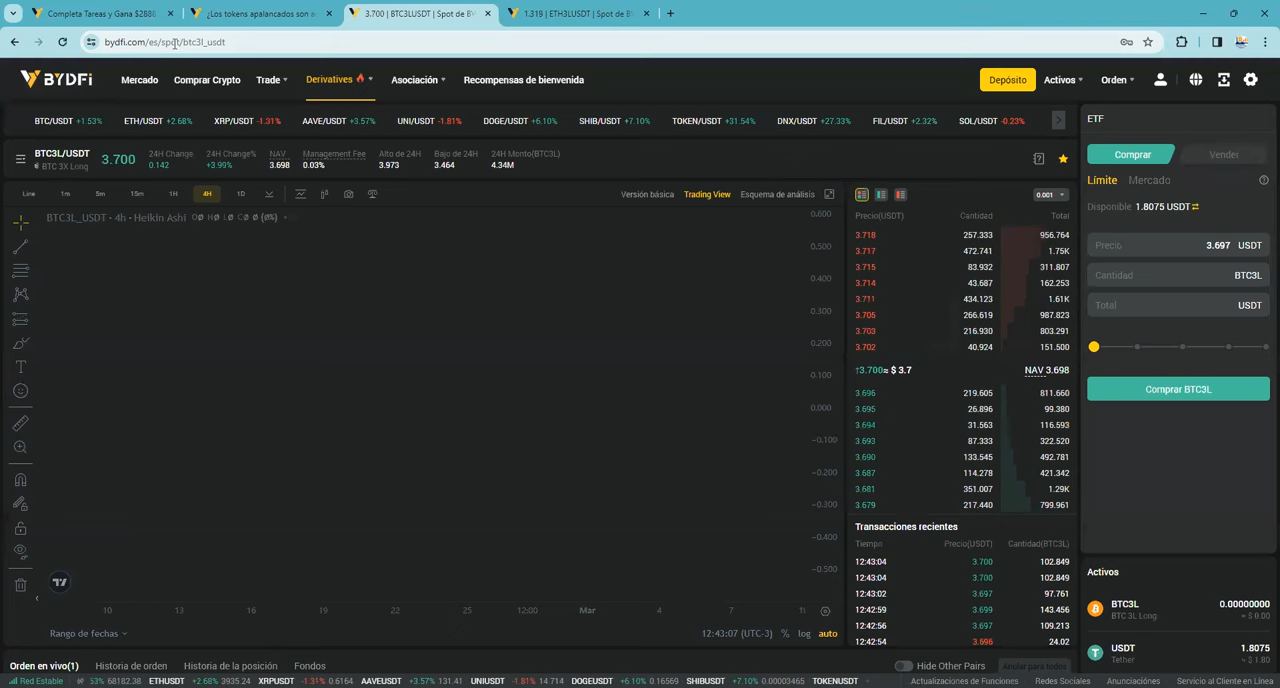 Completa Tareas y Gana $2888
¿Los tokens apalancados son a
3.700 | BTC3LUSDT | Spot de BY
1.319 | ETH3LUSDT | Spot de BY
bydfi.com/es/spot/btc3l_usdt
BYDFi
Mercado
Comprar Crypto
Trade
Derivatives
Asociación
Recompensas de bienvenida
Depósito
Activos
Orden
BTC/USDT +1.53%
ETH/USDT +2.68%
XRP/USDT -1.31%
AAVE/USDT +3.57%
UNI/USDT -1.81%
DOGE/USDT +6.10%
SHIB/USDT +7.10%
TOKEN/USDT +31.54%
DNX/USDT +27.33%
FIL/USDT +2.32%
SOL/USDT -0.23%
BTC3L/USDT
BTC 3X Long
3.700
24H Change
0.142
24H Change%
+3.99%
NAV
3.698
Management Fee
0.03%
Alto de 24H
3.973
Bajo de 24H
3.464
24H Monto(BTC3L)
4.34M
Line 1m 5m 15m 1H 4H 1D
Versión básica
Trading View
Esquema de análisis
BTC3L_USDT · 4h · Heikin Ashi O∅ H∅ L∅ C∅ ∅ (∅%)
0.600
0.500
0.400
0.300
0.200
0.100
0.000
−0.100
−0.200
−0.300
−0.400
−0.500
10 13 16 19 22 25 12:00 Mar 4 7 11
Rango de fechas
12:43:07 (UTC-3) % log auto
0.001
Precio(USDT) Cantidad Total
3.718 257.333 956.764
3.717 472.741 1.75K
3.715 83.932 311.807
3.714 43.687 162.253
3.711 434.123 1.61K
3.705 266.619 987.823
3.703 216.930 803.291
3.702 40.924 151.500
↑3.700≈ $ 3.7 NAV 3.698
3.696 219.605 811.660
3.695 26.896 99.380
3.694 31.563 116.593
3.693 87.333 322.520
3.690 133.545 492.781
3.687 114.278 421.342
3.681 351.007 1.29K
3.679 217.440 799.961
Transacciones recientes
Tiempo Precio(USDT) Cantidad(BTC3L)
12:43:04 3.700 102.849
12:43:04 3.700 102.849
12:43:02 3.697 97.761
12:42:59 3.699 143.456
12:42:56 3.697 109.213
12:42:54 3.696 24.02
ETF
Comprar
Vender
Límite
Mercado
Disponible 1.8075 USDT
Precio 3.697 USDT
Cantidad BTC3L
Total USDT
Comprar BTC3L
Activos
BTC3L 0.00000000
BTC 3L Long ≈ $ 0.00
USDT 1.8075
Tether ≈ $ 1.80
Orden en vivo(1)
Historia de orden
Historia de la posición
Fondos
Hide Other Pairs
Anular para todos
Red Estable
53% 68182.38
ETHUSDT +2.68% 3935.24
XRPUSDT -1.31% 0.6164
AAVEUSDT +3.57% 131.41
UNIUSDT -1.81% 14.714
DOGEUSDT +6.10% 0.16569
SHIBUSDT +7.10% 0.00003465
TOKENUSDT
Actualizaciones de Funciones
Redes Sociales
Anunciacións
Servicio al Cliente en Línea